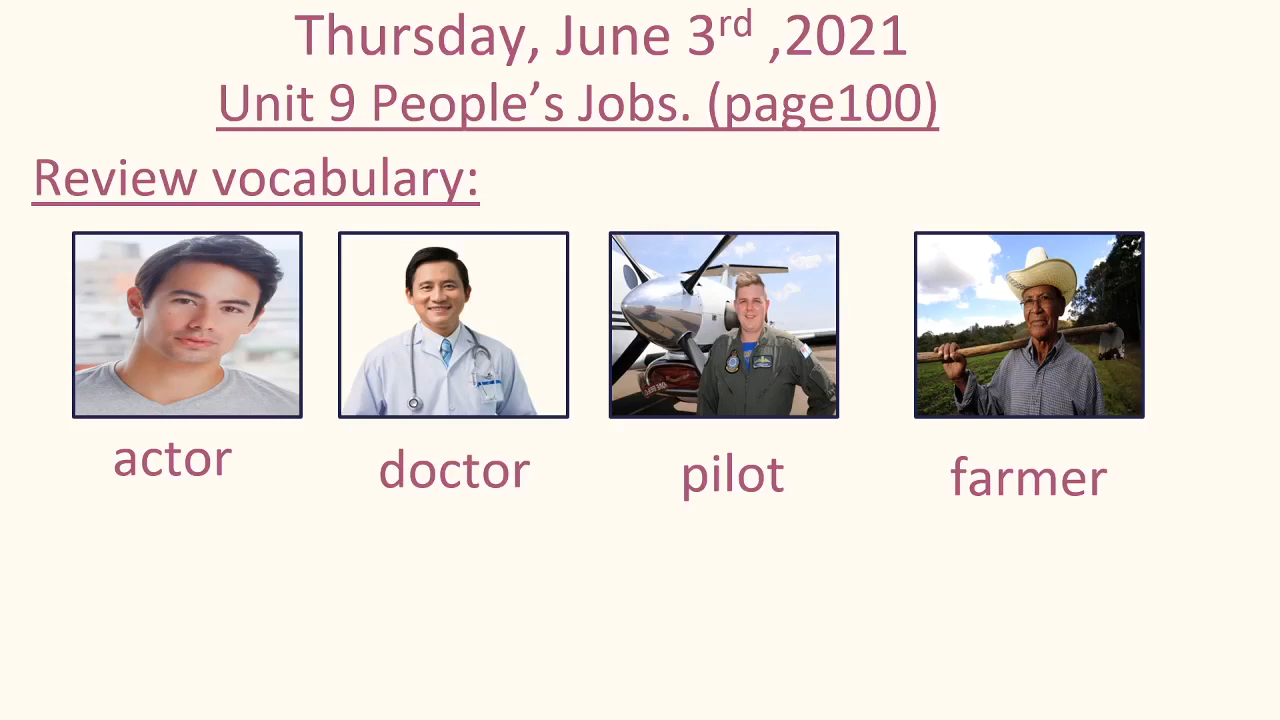 Thursday, June 3rd ,2021
Unit 9 People’s Jobs. (page100)
Review vocabulary:
actor
doctor
pilot
farmer